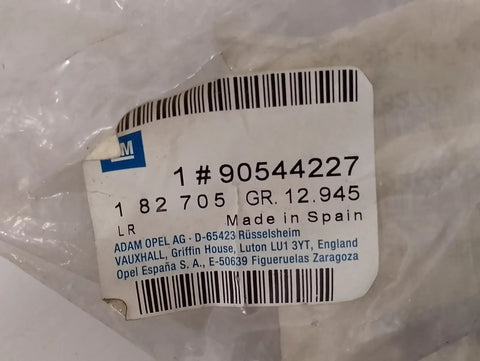 GM
1 # 90544227
1 82 705 GR. 12.945
LR Made in Spain
ADAM OPEL AG · D-65423 Rüsselsheim
VAUXHALL, Griffin House, Luton LU1 3YT, England
Opel España S. A., E-50639 Figueruelas Zaragoza